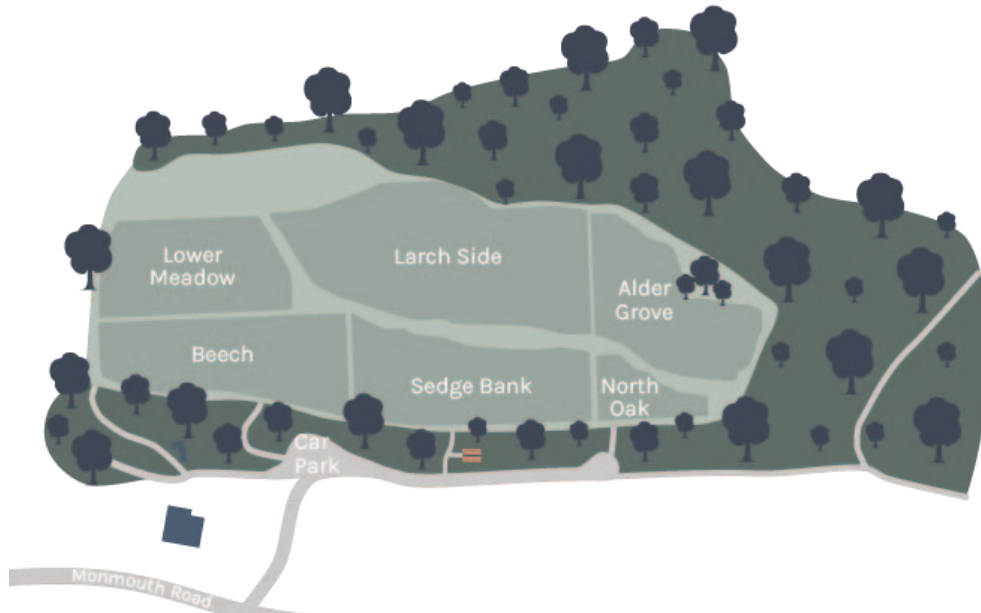 Lower
Meadow
Larch Side
Alder
Grove
Beech
Sedge Bank
North
Oak
Car
Park
Monmouth Road